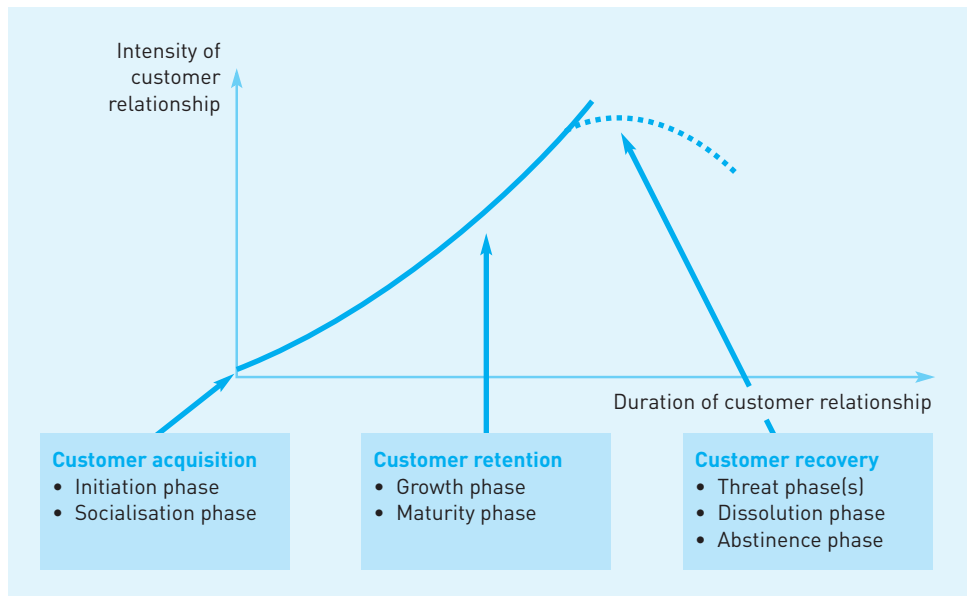 Intensity of
customer
relationship
Duration of customer relationship
Customer acquisition
• Initiation phase
• Socialisation phase
Customer retention
• Growth phase
• Maturity phase
Customer recovery
• Threat phase(s)
• Dissolution phase
• Abstinence phase